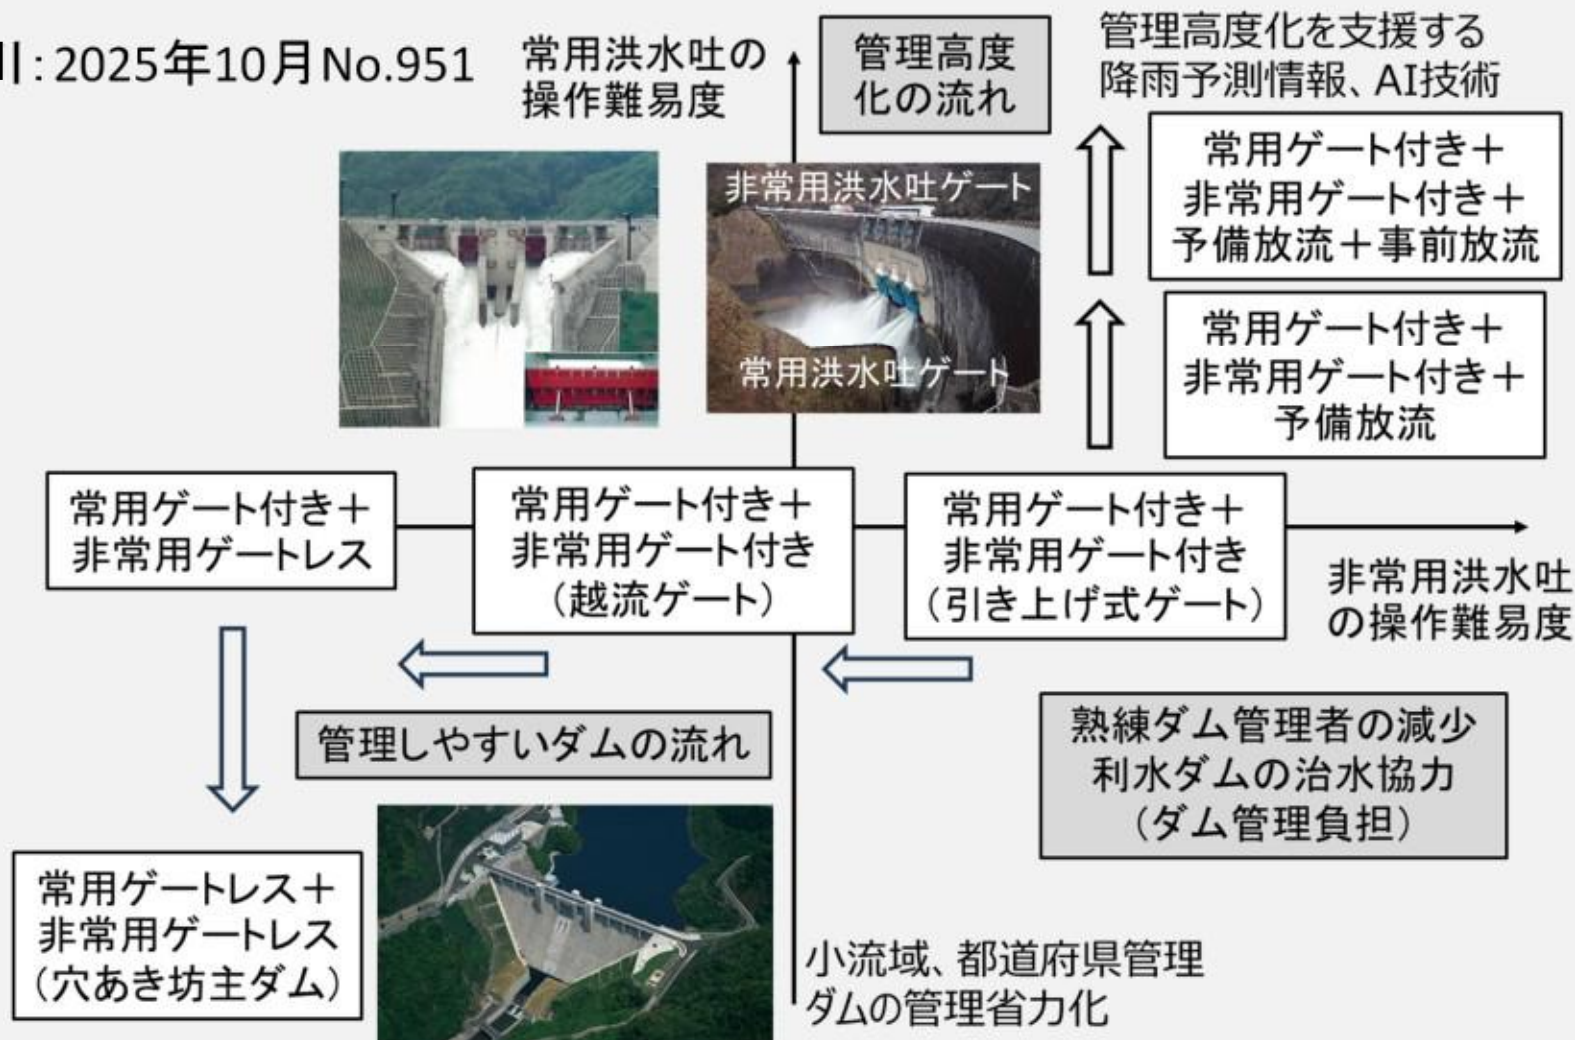 : 2025年10月No.951
常用洪水吐の
操作難易度
管理高度
化の流れ
管理高度化を支援する
降雨予測情報、AI技術
常用ゲート付き＋
非常用ゲート付き＋
予備放流＋事前放流
非常用洪水吐ゲート
常用洪水吐ゲート
常用ゲート付き＋
非常用ゲート付き＋
予備放流
常用ゲート付き＋
非常用ゲートレス
常用ゲート付き＋
非常用ゲート付き
（越流ゲート）
常用ゲート付き＋
非常用ゲート付き
（引き上げ式ゲート）
非常用洪水吐
の操作難易度
管理しやすいダムの流れ
熟練ダム管理者の減少
利水ダムの治水協力
（ダム管理負担）
常用ゲートレス＋
非常用ゲートレス
（穴あき坊主ダム）
小流域、都道府県管理
ダムの管理省力化